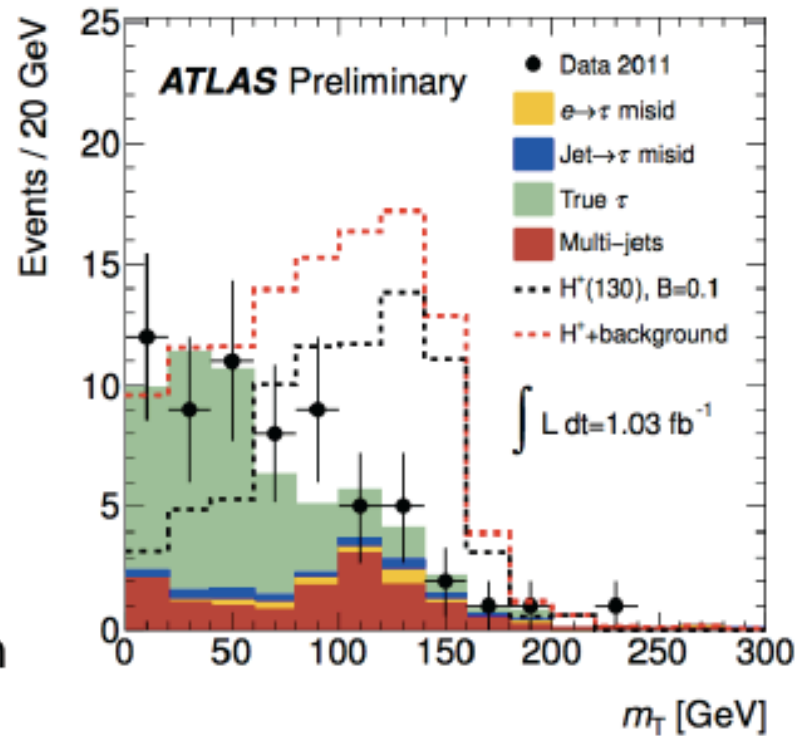 Events / 20 GeV
25
20
15
10
5
0
ATLAS Preliminary
Data 2011
e→τ misid
Jet→τ misid
True τ
Multi-jets
H⁺(130), B=0.1
H⁺+background
∫ L dt=1.03 fb⁻¹
n
0 50 100 150 200 250 300
m_T [GeV]